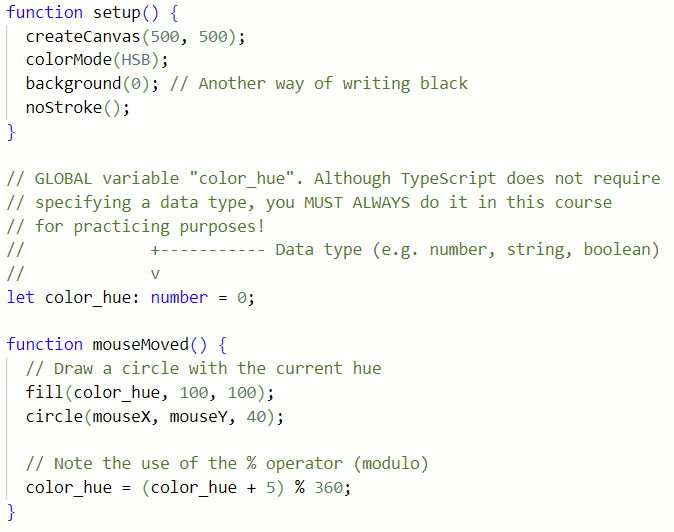 function setup() {
  createCanvas(500, 500);
  colorMode(HSB);
  background(0); // Another way of writing black
  noStroke();
}

// GLOBAL variable "color_hue". Although TypeScript does not require
// specifying a data type, you MUST ALWAYS do it in this course
// for practicing purposes!
//             +----------- Data type (e.g. number, string, boolean)
//             v
let color_hue: number = 0;

function mouseMoved() {
  // Draw a circle with the current hue
  fill(color_hue, 100, 100);
  circle(mouseX, mouseY, 40);

  // Note the use of the % operator (modulo)
  color_hue = (color_hue + 5) % 360;
}